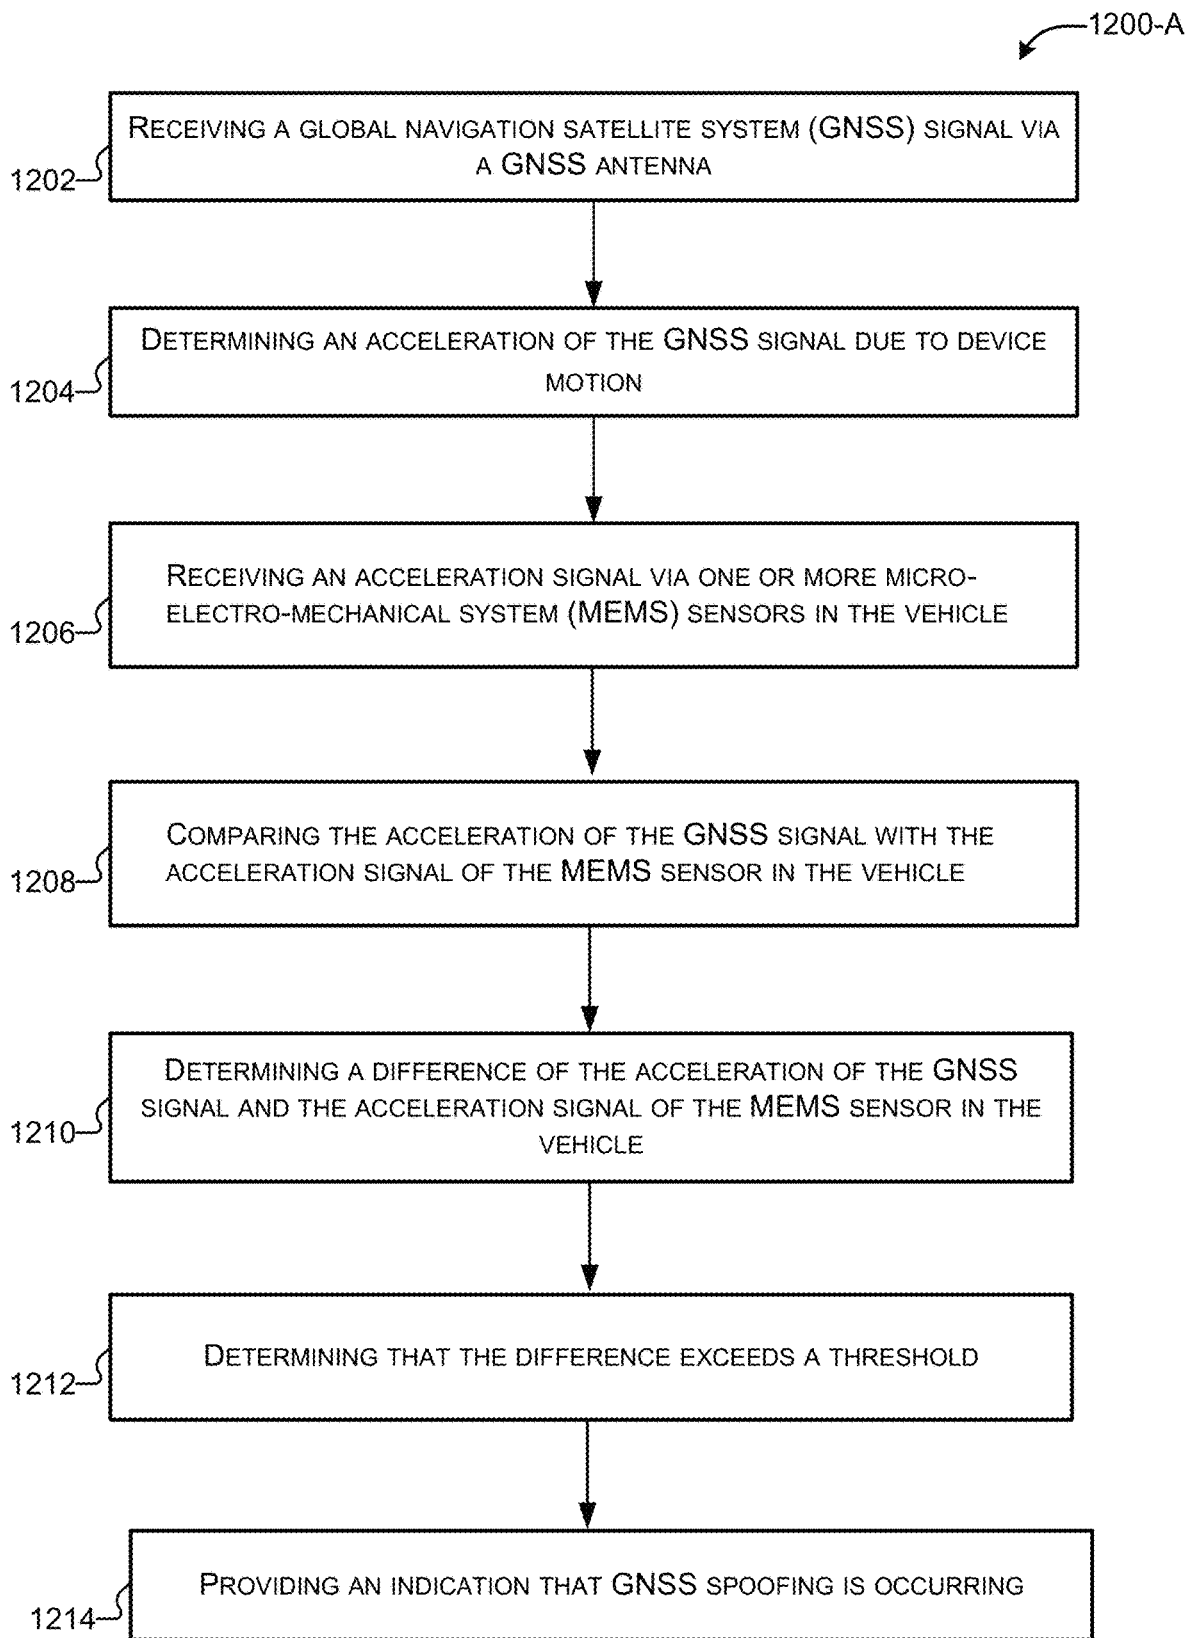 1200-A
RECEIVING A GLOBAL NAVIGATION SATELLITE SYSTEM (GNSS) SIGNAL VIA
A GNSS ANTENNA
1202
DETERMINING AN ACCELERATION OF THE GNSS SIGNAL DUE TO DEVICE
MOTION
1204
RECEIVING AN ACCELERATION SIGNAL VIA ONE OR MORE MICRO-
ELECTRO-MECHANICAL SYSTEM (MEMS) SENSORS IN THE VEHICLE
1206
COMPARING THE ACCELERATION OF THE GNSS SIGNAL WITH THE
ACCELERATION SIGNAL OF THE MEMS SENSOR IN THE VEHICLE
1208
DETERMINING A DIFFERENCE OF THE ACCELERATION OF THE GNSS
SIGNAL AND THE ACCELERATION SIGNAL OF THE MEMS SENSOR IN THE
VEHICLE
1210
DETERMINING THAT THE DIFFERENCE EXCEEDS A THRESHOLD
1212
PROVIDING AN INDICATION THAT GNSS SPOOFING IS OCCURRING
1214